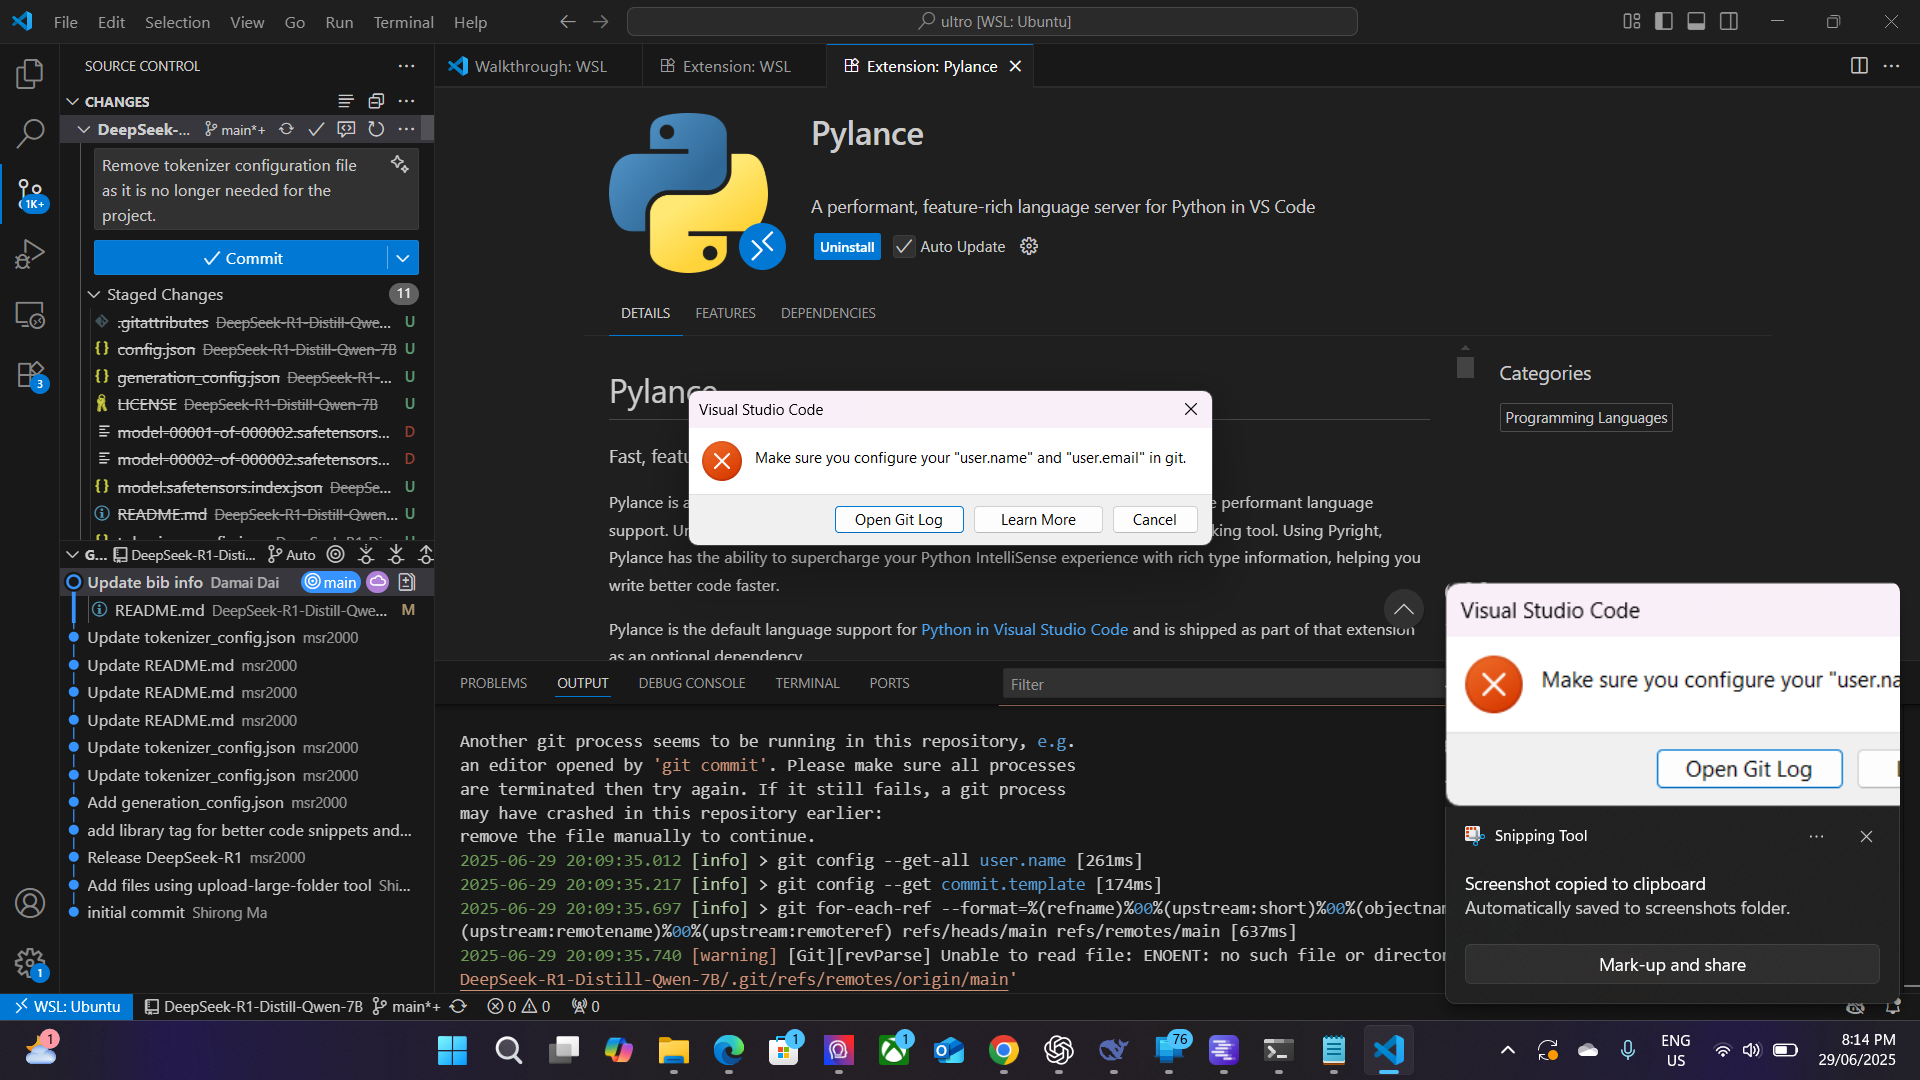 File Edit Selection View Go Run Terminal Help
ultro [WSL: Ubuntu]
SOURCE CONTROL
CHANGES
DeepSeek-... main*+
Remove tokenizer configuration file
as it is no longer needed for the
project.
Commit
Staged Changes 11
.gitattributes DeepSeek-R1-Distill-Qwe... U
config.json DeepSeek-R1-Distill-Qwen-7B U
generation_config.json DeepSeek-R1-... U
LICENSE DeepSeek-R1-Distill-Qwen-7B U
model-00001-of-000002.safetensors... D
model-00002-of-000002.safetensors... D
model.safetensors.index.json DeepSe... U
README.md DeepSeek-R1-Distill-Qwen... U
G... DeepSeek-R1-Disti... Auto
Update bib info Damai Dai main
README.md DeepSeek-R1-Distill-Qwe... M
Update tokenizer_config.json msr2000
Update README.md msr2000
Update README.md msr2000
Update README.md msr2000
Update tokenizer_config.json msr2000
Update tokenizer_config.json msr2000
Add generation_config.json msr2000
add library tag for better code snippets and...
Release DeepSeek-R1 msr2000
Add files using upload-large-folder tool Shi...
initial commit Shirong Ma
1K+
3
1
Walkthrough: WSL
Extension: WSL
Extension: Pylance
Pylance
A performant, feature-rich language server for Python in VS Code
Uninstall Auto Update
DETAILS FEATURES DEPENDENCIES
Pylance
Fast, featu
Pylance is a
e performant language
support. Un
king tool. Using Pyright,
Pylance has the ability to supercharge your Python IntelliSense experience with rich type information, helping you
write better code faster.
Pylance is the default language support for Python in Visual Studio Code and is shipped as part of that extension
as an optional dependency
Categories
Programming Languages
Visual Studio Code
Make sure you configure your "user.name" and "user.email" in git.
Open Git Log Learn More Cancel
PROBLEMS OUTPUT DEBUG CONSOLE TERMINAL PORTS
Filter
Another git process seems to be running in this repository, e.g.
an editor opened by 'git commit'. Please make sure all processes
are terminated then try again. If it still fails, a git process
may have crashed in this repository earlier:
remove the file manually to continue.
2025-06-29 20:09:35.012 [info] > git config --get-all user.name [261ms]
2025-06-29 20:09:35.217 [info] > git config --get commit.template [174ms]
2025-06-29 20:09:35.697 [info] > git for-each-ref --format=%(refname)%00%(upstream:short)%00%(objectnam
(upstream:remotename)%00%(upstream:remoteref) refs/heads/main refs/remotes/main [637ms]
2025-06-29 20:09:35.740 [warning] [Git][revParse] Unable to read file: ENOENT: no such file or director
DeepSeek-R1-Distill-Qwen-7B/.git/refs/remotes/origin/main'
Visual Studio Code
Make sure you configure your "user.na
Open Git Log
Snipping Tool
Screenshot copied to clipboard
Automatically saved to screenshots folder.
Mark-up and share
WSL: Ubuntu DeepSeek-R1-Distill-Qwen-7B main*+ 0 0 0
1
1
1
76
ENG
US
8:14 PM
29/06/2025